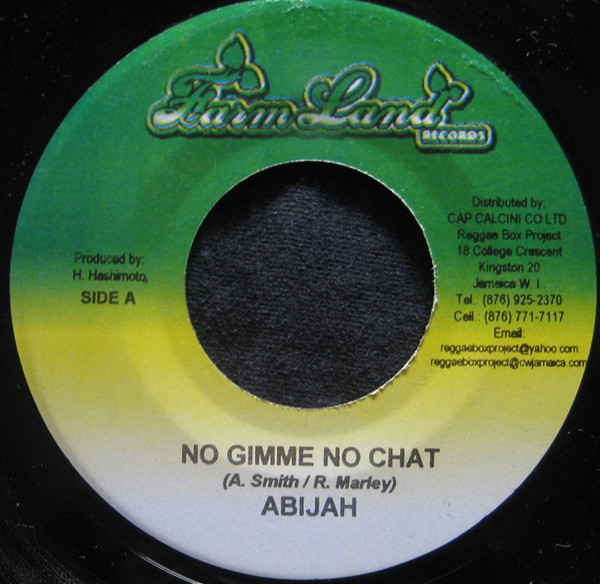 Farm Land
RECORDS
Produced by:
H. Hashimoto
SIDE A
Distributed by:
CAP CALCINI CO LTD
Reggae Box Project
18 College Crescent
Kingston 20
Jamaica W. I.
Tel.: (876) 925-2370
Cell.: (876) 771-7117
Email:
reggaeboxproject@yahoo.com
reggaeboxproject@cwjamaica.com
NO GIMME NO CHAT
(A. Smith / R. Marley)
ABIJAH